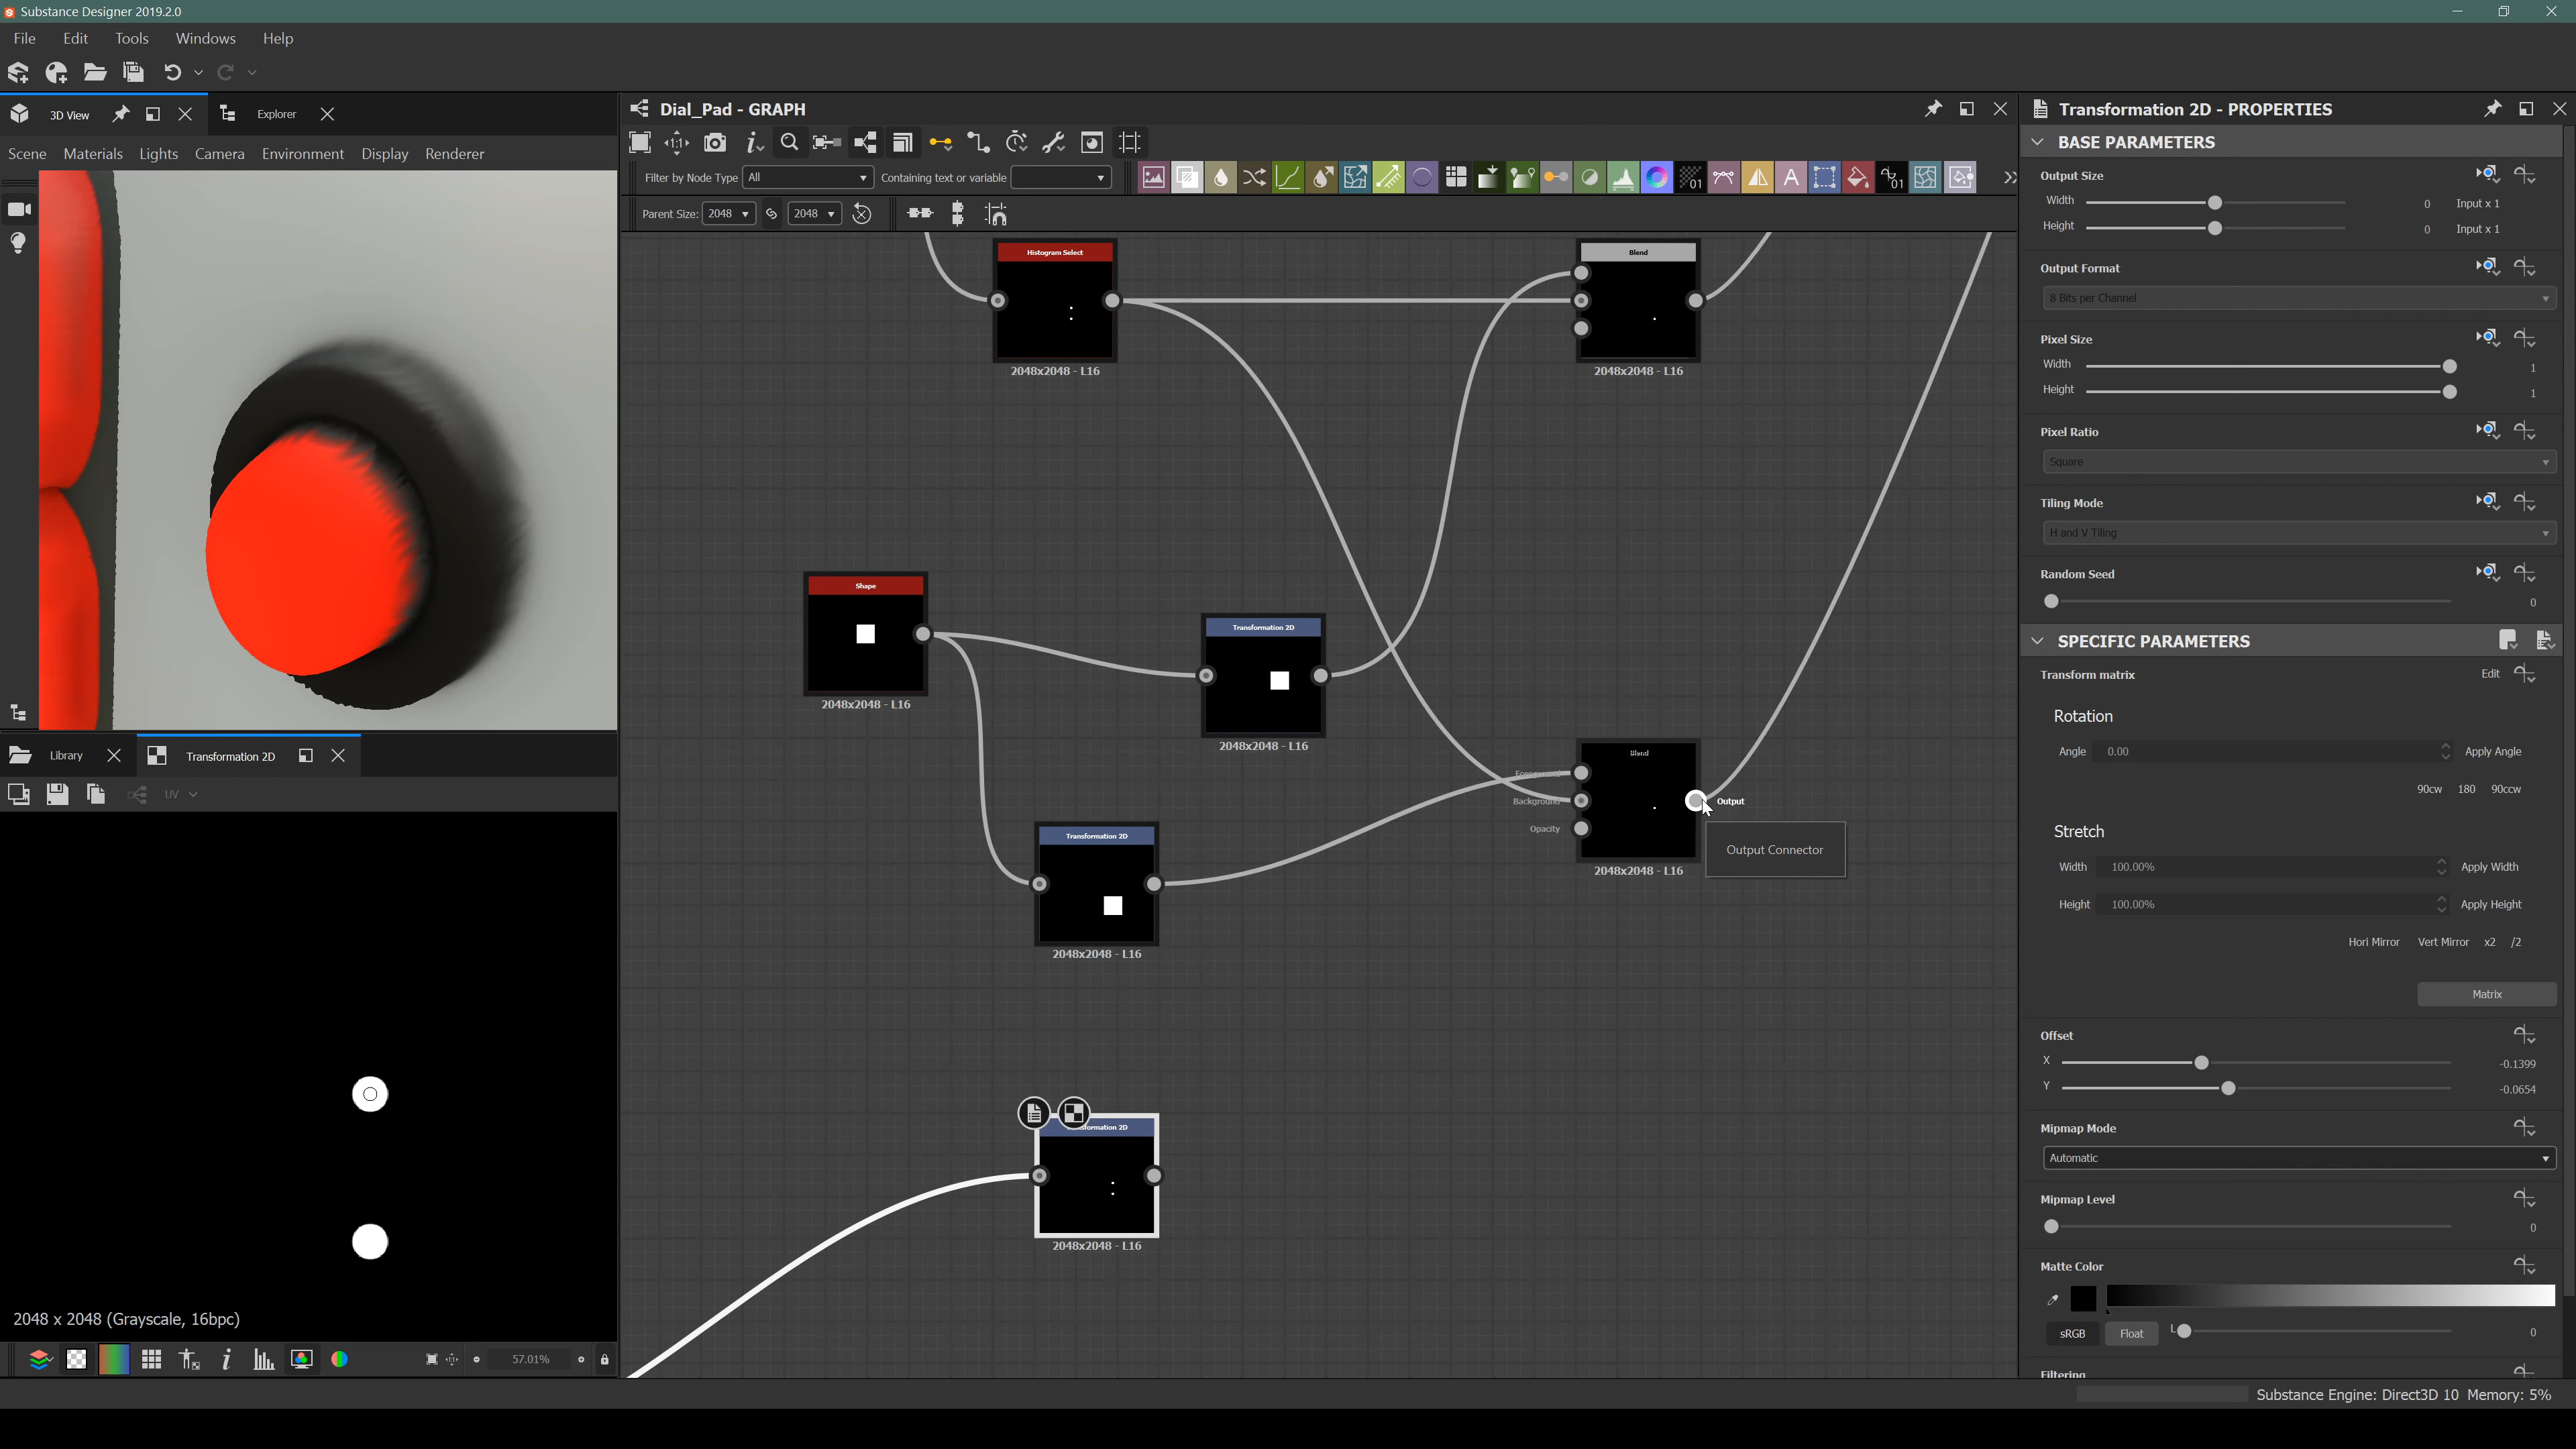 Substance Designer 2019.2.0
File Edit Tools Windows Help
3D View
Explorer
Scene Materials Lights Camera Environment Display Renderer
Dial_Pad - GRAPH
Filter by Node Type All Containing text or variable
Parent Size: 2048 2048
Histogram Select
2048x2048 - L16
Blend
2048x2048 - L16
Shape
2048x2048 - L16
Transformation 2D
2048x2048 - L16
Blend
Foreground
Background
Opacity
Output
2048x2048 - L16
Output Connector
Transformation 2D
2048x2048 - L16
sformation 2D
2048x2048 - L16
Library
Transformation 2D
UV
2048 x 2048 (Grayscale, 16bpc)
57.01%
Transformation 2D - PROPERTIES
BASE PARAMETERS
Output Size
Width 0 Input x 1
Height 0 Input x 1
Output Format
8 Bits per Channel
Pixel Size
Width 1
Height 1
Pixel Ratio
Square
Tiling Mode
H and V Tiling
Random Seed
0
SPECIFIC PARAMETERS
Transform matrix Edit
Rotation
Angle 0.00 Apply Angle
90cw 180 90ccw
Stretch
Width 100.00% Apply Width
Height 100.00% Apply Height
Hori Mirror Vert Mirror x2 /2
Matrix
Offset
X -0.1399
Y -0.0654
Mipmap Mode
Automatic
Mipmap Level
0
Matte Color
sRGB Float L 0
Filtering
Substance Engine: Direct3D 10 Memory: 5%